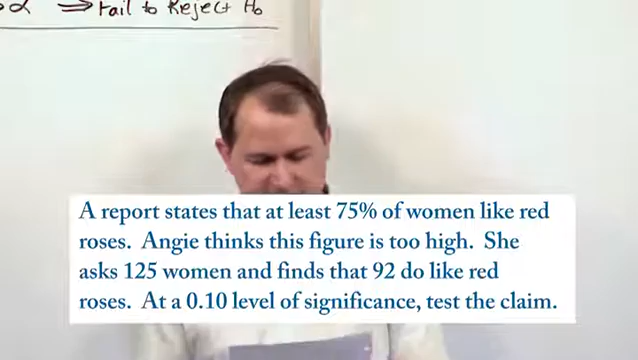 α ⟹ Fail to Reject H₀
A report states that at least 75% of women like red
roses. Angie thinks this figure is too high. She
asks 125 women and finds that 92 do like red
roses. At a 0.10 level of significance, test the claim.